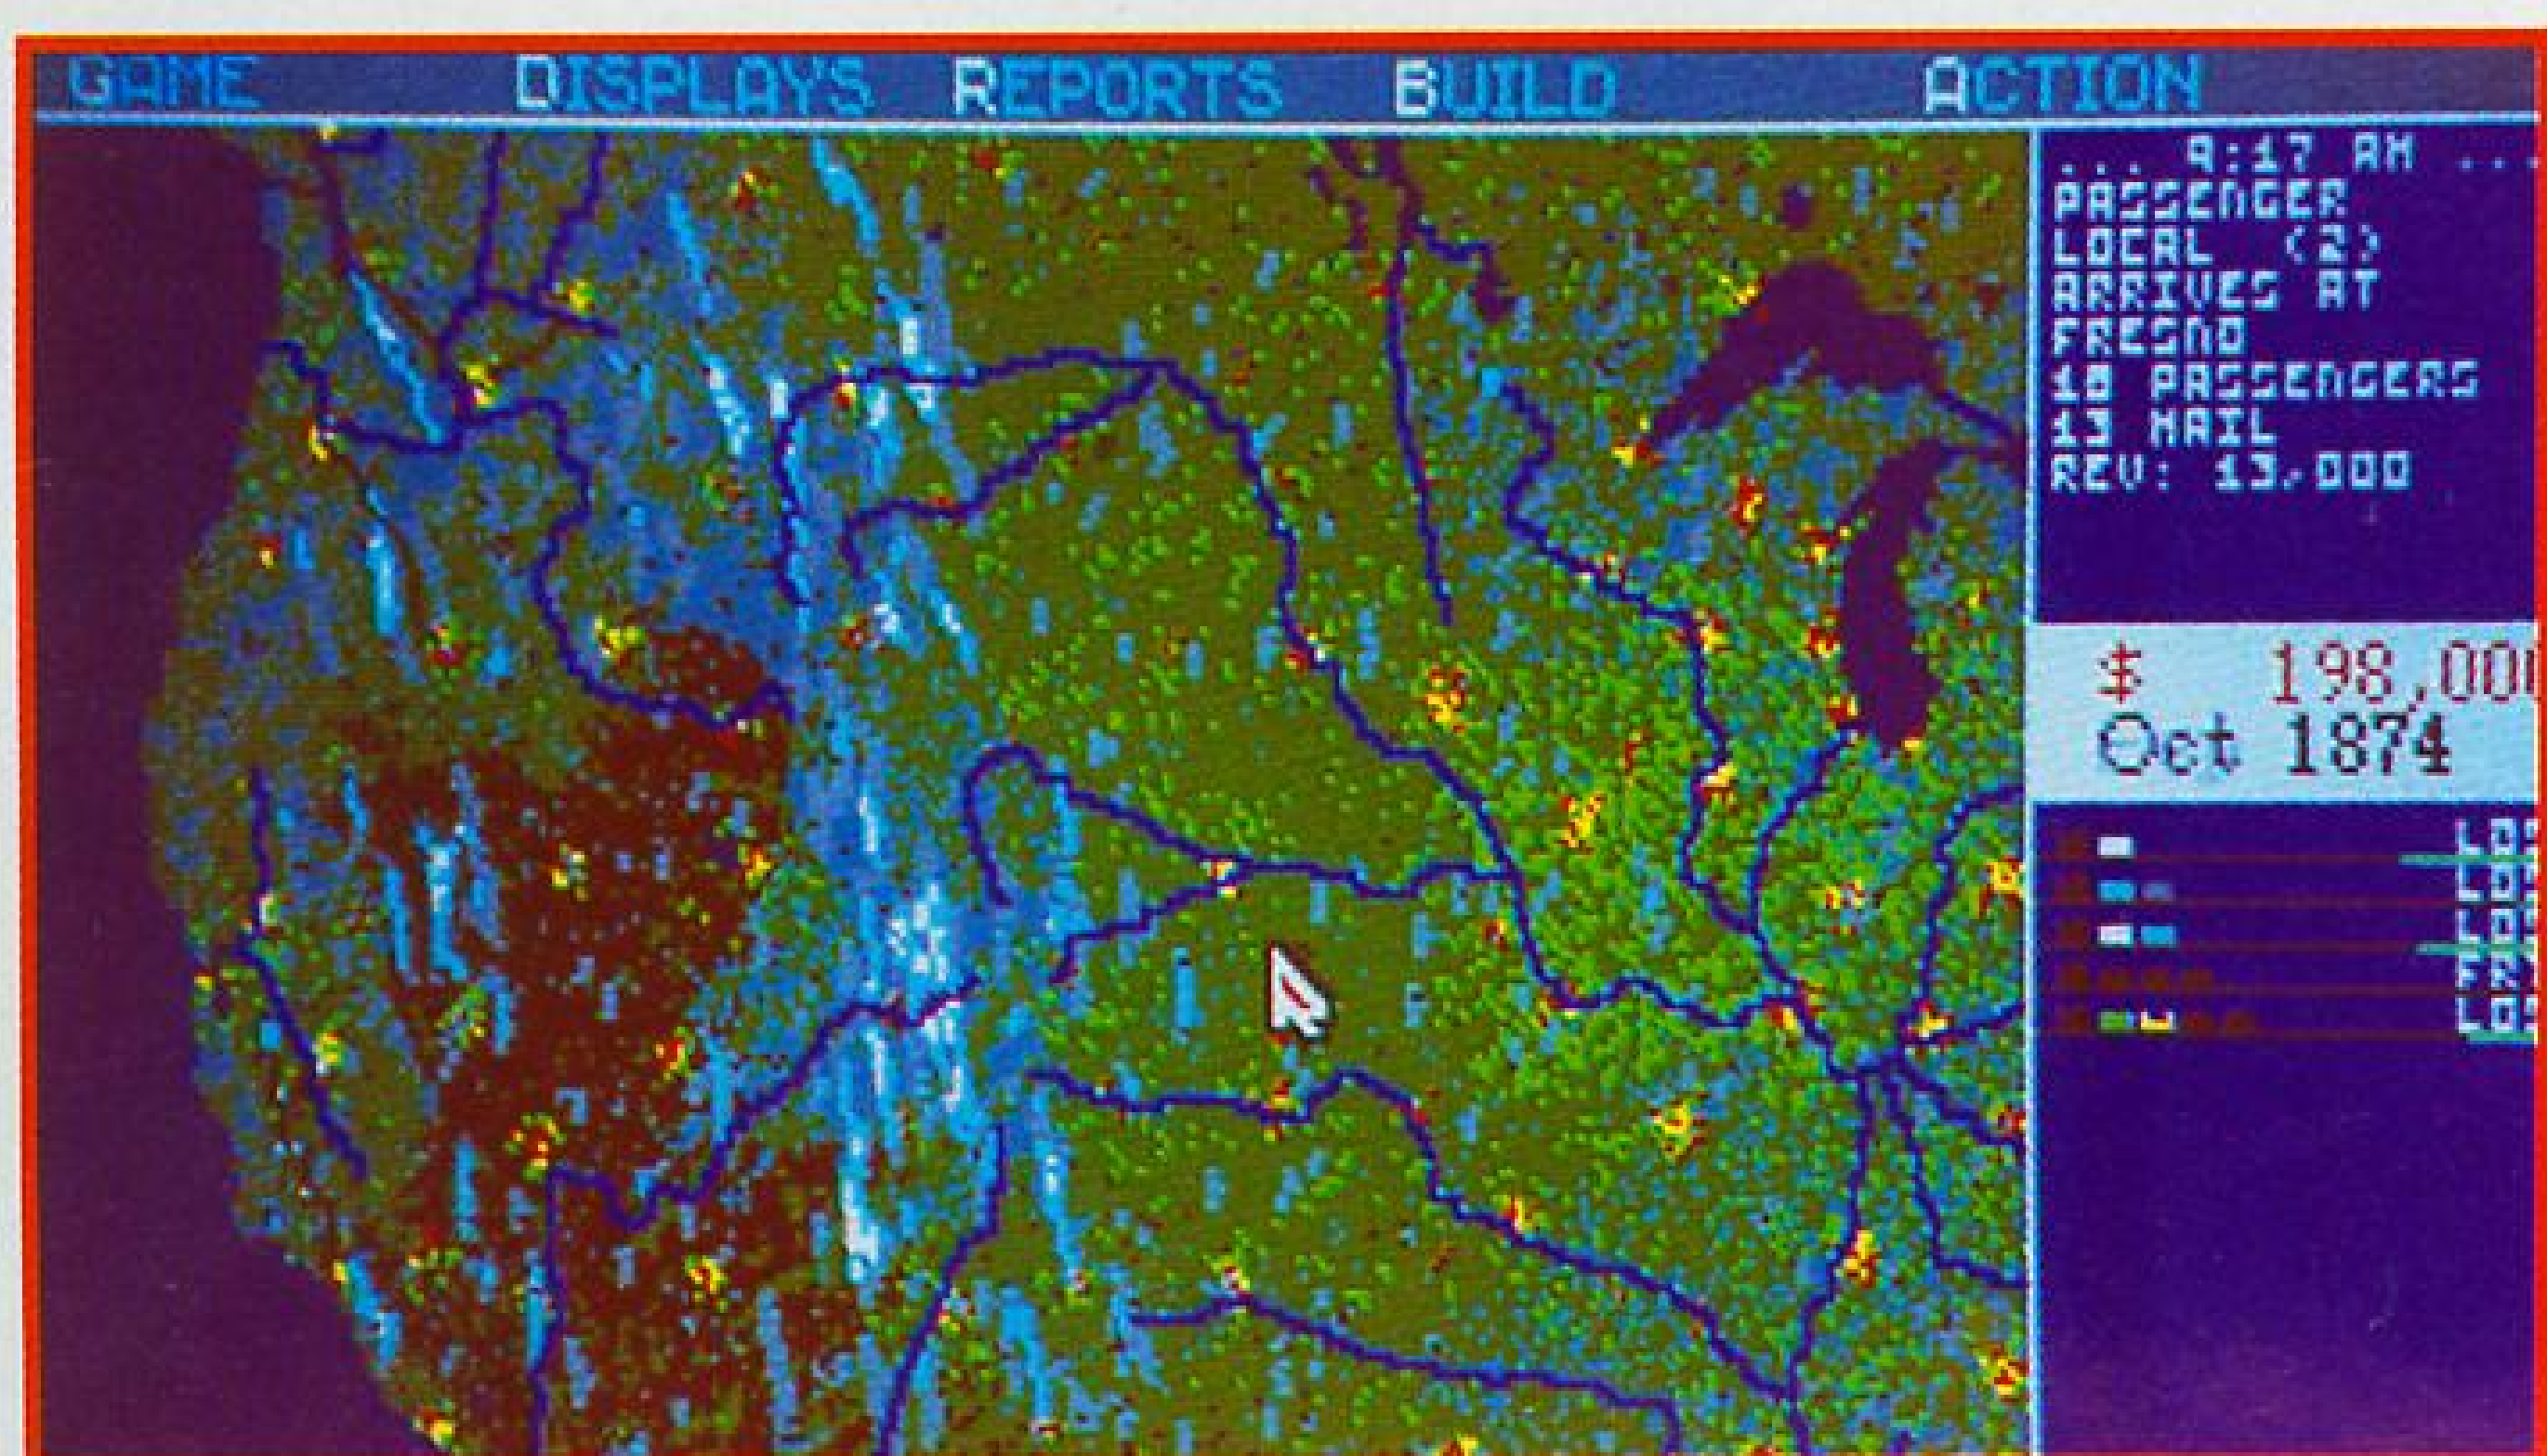 GAME DISPLAYS REPORTS BUILD ACTION
... 9:17 AM ...
PASSENGER
LOCAL (2)
ARRIVES AT
FRESNO
18 PASSENGERS
13 MAIL
REV: 13,000
$ 198,000
Oct 1874